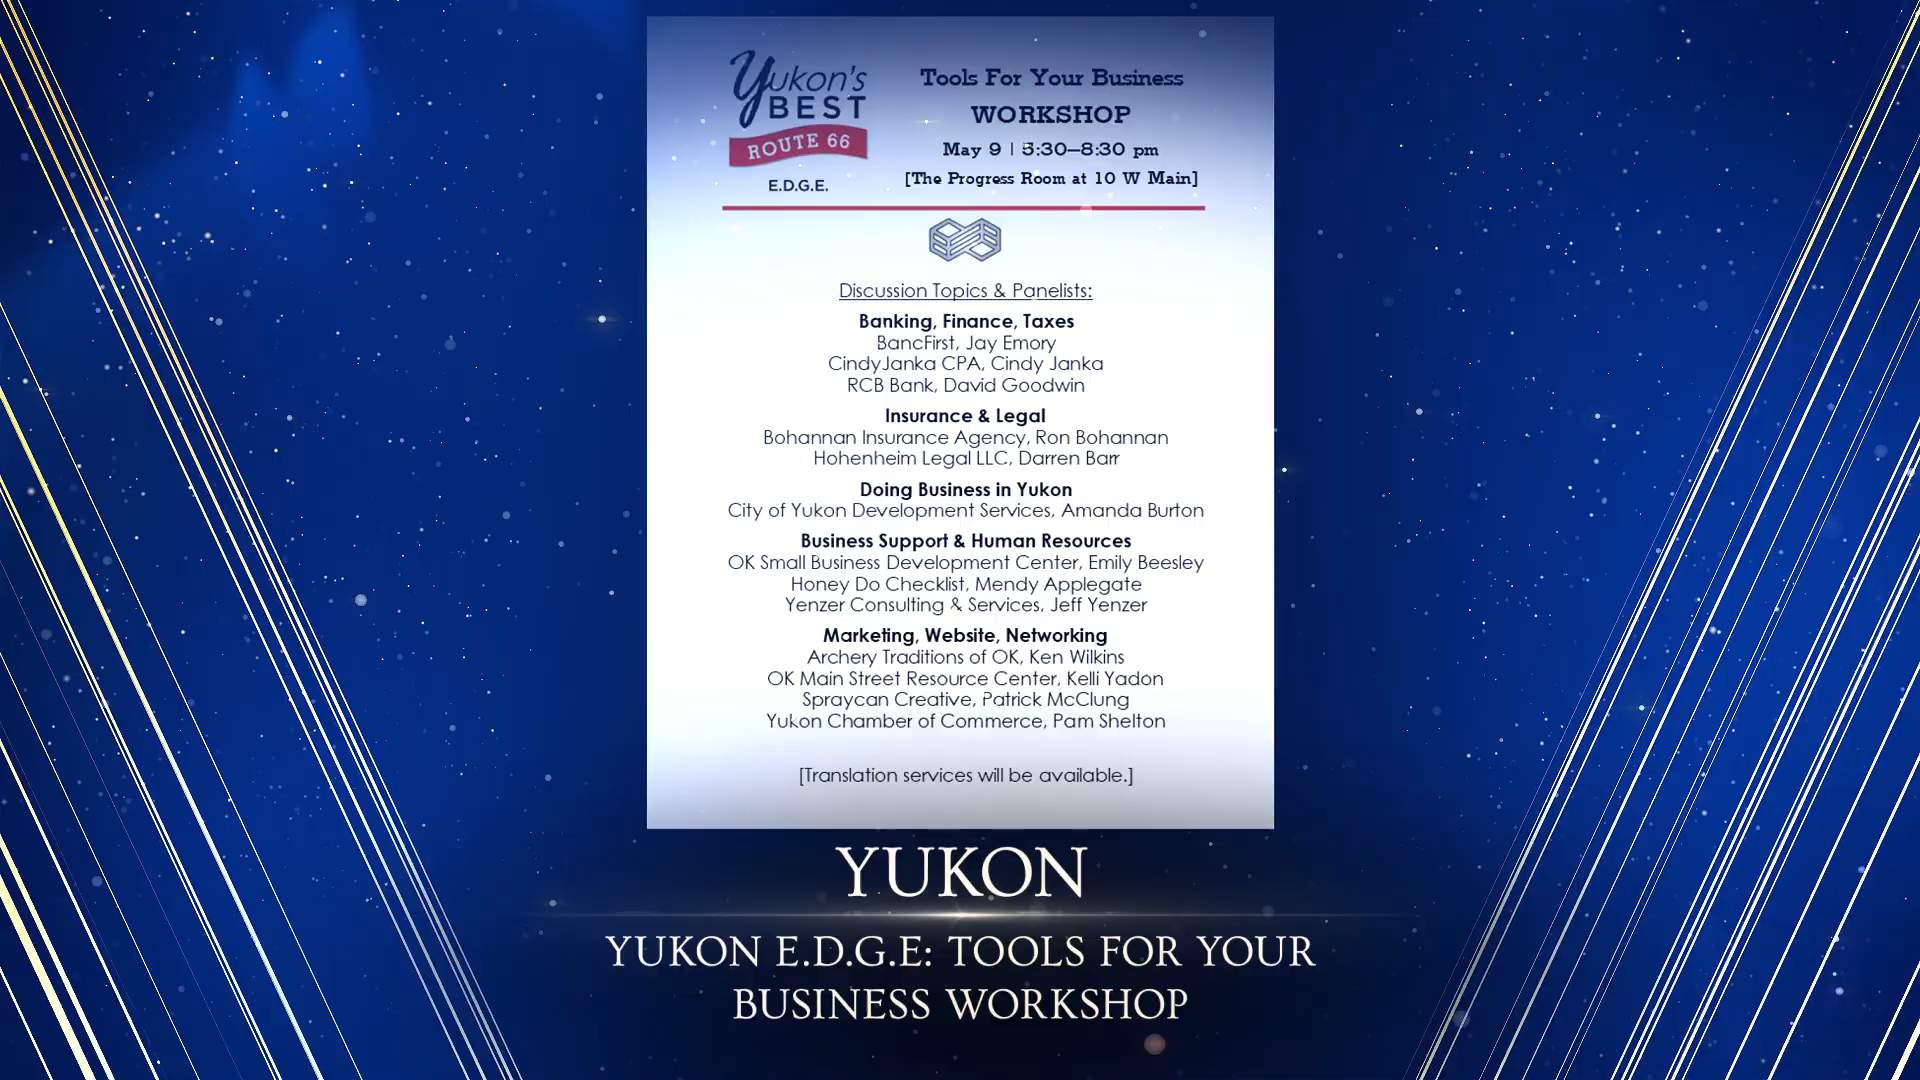 Yukon's
BEST
ROUTE 66
E.D.G.E.
Tools For Your Business
WORKSHOP
May 9 | 5:30–8:30 pm
[The Progress Room at 10 W Main]
Discussion Topics & Panelists:
Banking, Finance, Taxes
BancFirst, Jay Emory
CindyJanka CPA, Cindy Janka
RCB Bank, David Goodwin
Insurance & Legal
Bohannan Insurance Agency, Ron Bohannan
Hohenheim Legal LLC, Darren Barr
Doing Business in Yukon
City of Yukon Development Services, Amanda Burton
Business Support & Human Resources
OK Small Business Development Center, Emily Beesley
Honey Do Checklist, Mendy Applegate
Yenzer Consulting & Services, Jeff Yenzer
Marketing, Website, Networking
Archery Traditions of OK, Ken Wilkins
OK Main Street Resource Center, Kelli Yadon
Spraycan Creative, Patrick McClung
Yukon Chamber of Commerce, Pam Shelton
[Translation services will be available.]
YUKON
YUKON E.D.G.E: TOOLS FOR YOUR
BUSINESS WORKSHOP